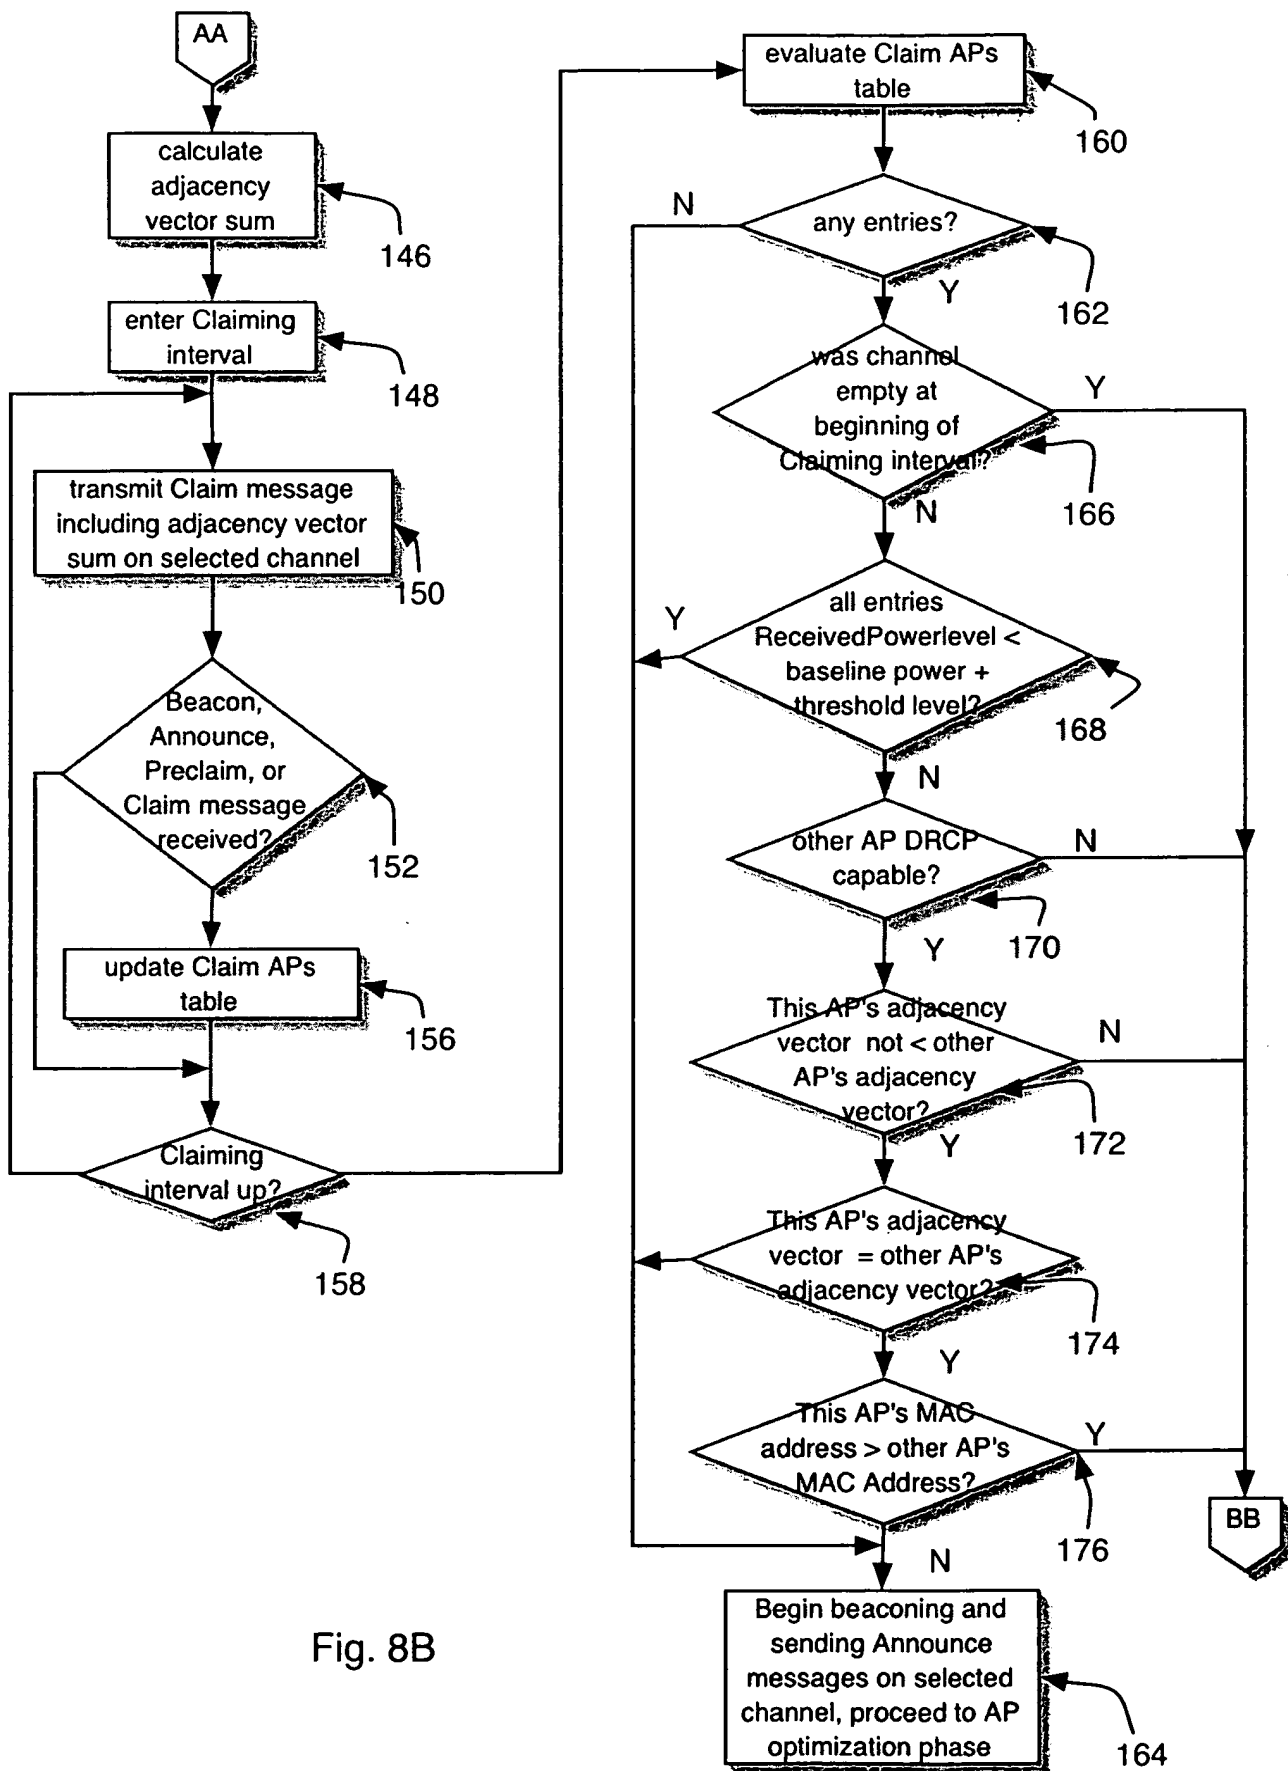 AA
calculate
adjacency
vector sum
146
enter Claiming
interval
148
transmit Claim message
including adjacency vector
sum on selected channel
150
Beacon,
Announce,
Preclaim, or
Claim message
received?
152
update Claim APs
table
156
Claiming
interval up?
158
evaluate Claim APs
table
160
any entries?
N
Y
162
was channel
empty at
beginning of
Claiming interval?
Y
N
166
all entries
ReceivedPowerlevel <
baseline power +
threshold level?
Y
N
168
other AP DRCP
capable?
N
Y
170
This AP's adjacency
vector not < other
AP's adjacency
vector?
N
Y
172
This AP's adjacency
vector = other AP's
adjacency vector?
Y
174
This AP's MAC
address > other AP's
MAC Address?
Y
N
176
BB
Begin beaconing and
sending Announce
messages on selected
channel, proceed to AP
optimization phase
164
Fig. 8B